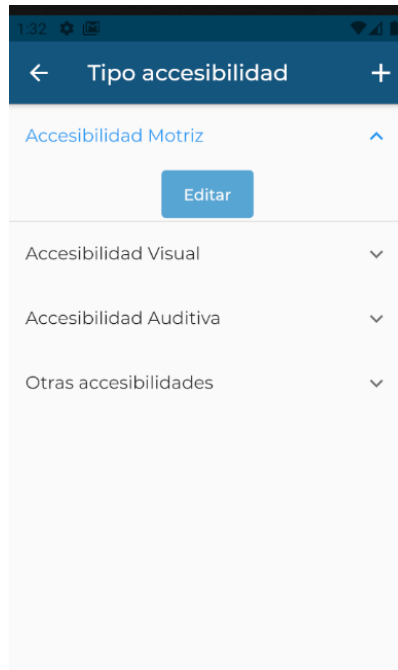 1:32
Tipo accesibilidad
Accesibilidad Motriz
Editar
Accesibilidad Visual
Accesibilidad Auditiva
Otras accesibilidades